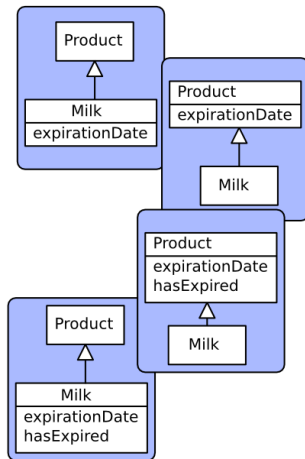 Product
Milk
expirationDate
Product
expirationDate
Milk
Product
expirationDate
hasExpired
Milk
Product
Milk
expirationDate
hasExpired